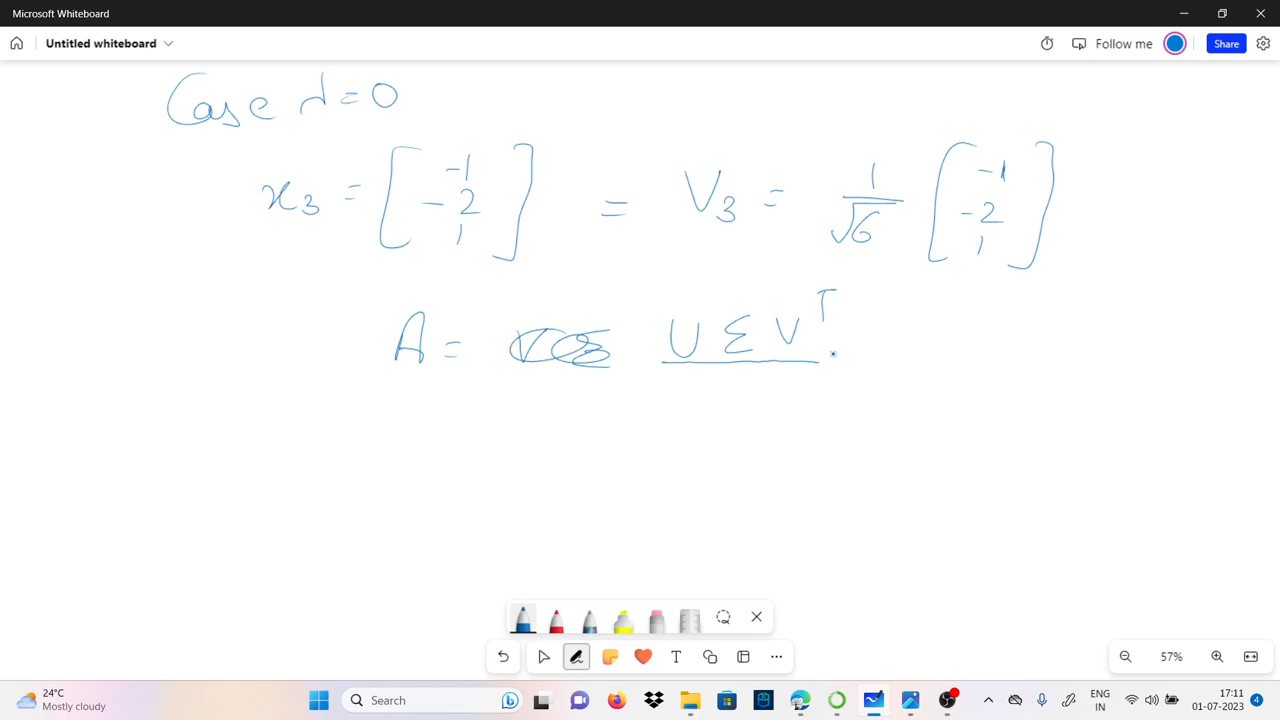 Microsoft Whiteboard
Untitled whiteboard
Follow me
Share
Case λ=0
x₃ = [-1 -2 1] = V₃ = 1/√6 [-1 -2 1]
A = U Σ V^T
57%
24°C
Mostly cloudy
Search
ENG
IN
17:11
01-07-2023
4